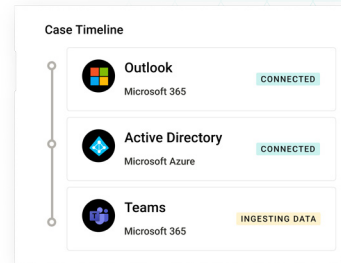 Case Timeline
Outlook
Microsoft 365
CONNECTED
Active Directory
Microsoft Azure
CONNECTED
Teams
Microsoft 365
INGESTING DATA